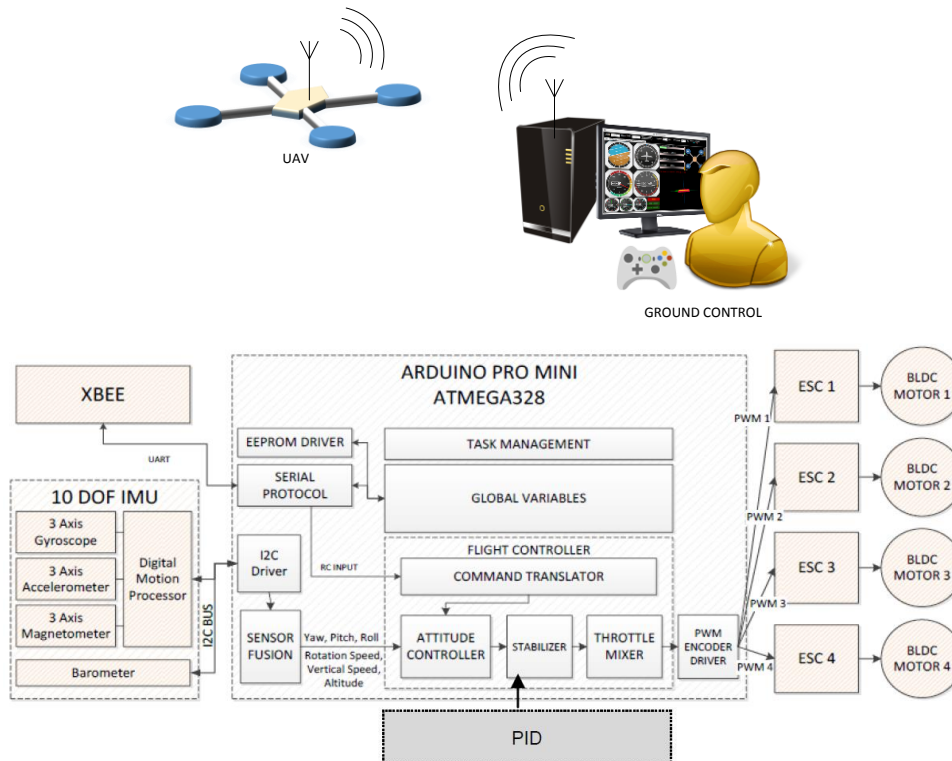 UAV
GROUND CONTROL
XBEE
UART
10 DOF IMU
3 Axis
Gyroscope
3 Axis
Accelerometer
3 Axis
Magnetometer
Digital
Motion
Processor
Barometer
I2C BUS
ARDUINO PRO MINI
ATMEGA328
EEPROM DRIVER
SERIAL
PROTOCOL
TASK MANAGEMENT
GLOBAL VARIABLES
I2C
Driver
RC INPUT
FLIGHT CONTROLLER
COMMAND TRANSLATOR
SENSOR
FUSION
Yaw, Pitch, Roll
Rotation Speed,
Vertical Speed,
Altitude
ATTITUDE
CONTROLLER
STABILIZER
THROTTLE
MIXER
PWM
ENCODER
DRIVER
PID
PWM 1
PWM 2
PWM 3
PWM 4
ESC 1
BLDC
MOTOR 1
ESC 2
BLDC
MOTOR 2
ESC 3
BLDC
MOTOR 3
ESC 4
BLDC
MOTOR 4